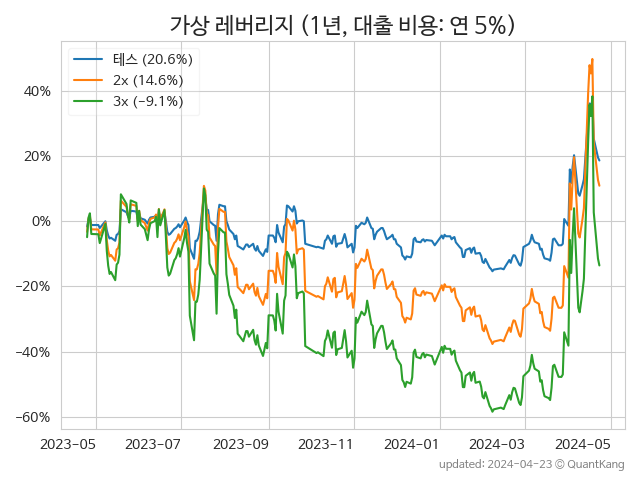 가상 레버리지 (1년, 대출 비용: 연 5%)
테스 (20.6%)
2x (14.6%)
3x (−9.1%)
40%
20%
0%
−20%
−40%
−60%
2023-05 2023-07 2023-09 2023-11 2024-01 2024-03 2024-05
updated: 2024-04-23 © QuantKang